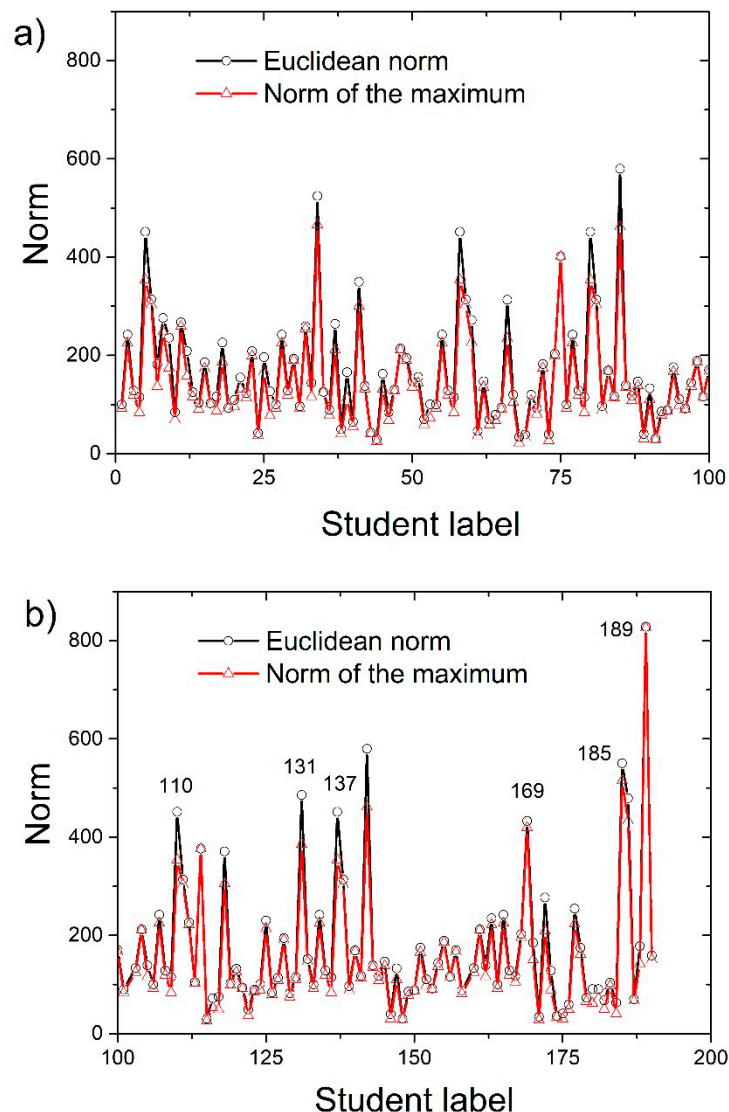 a)
800
600
400
200
0
Norm
Euclidean norm
Norm of the maximum
0 25 50 75 100
Student label
b)
800
600
400
200
0
Norm
Euclidean norm
Norm of the maximum
189
185
131
137
110
169
100 125 150 175 200
Student label